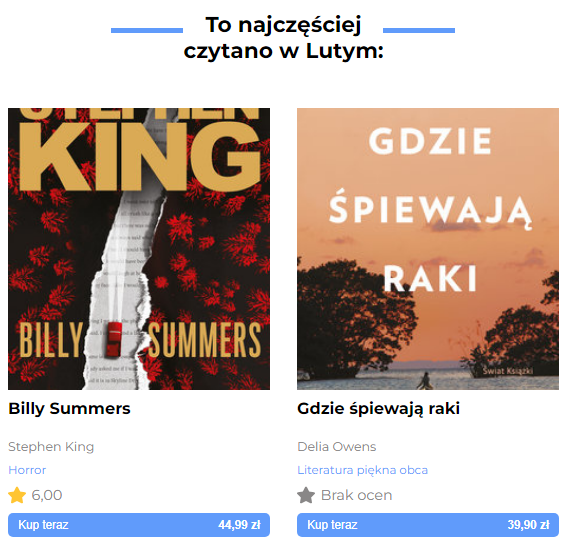 To najczęściej
czytano w Lutym:
STEPHEN
KING
BILLY SUMMERS
GDZIE
ŚPIEWAJĄ
RAKI
Świat Książki
Billy Summers
Stephen King
Horror
6,00
Kup teraz 44,99 zł
Gdzie śpiewają raki
Delia Owens
Literatura piękna obca
Brak ocen
Kup teraz 39,90 zł